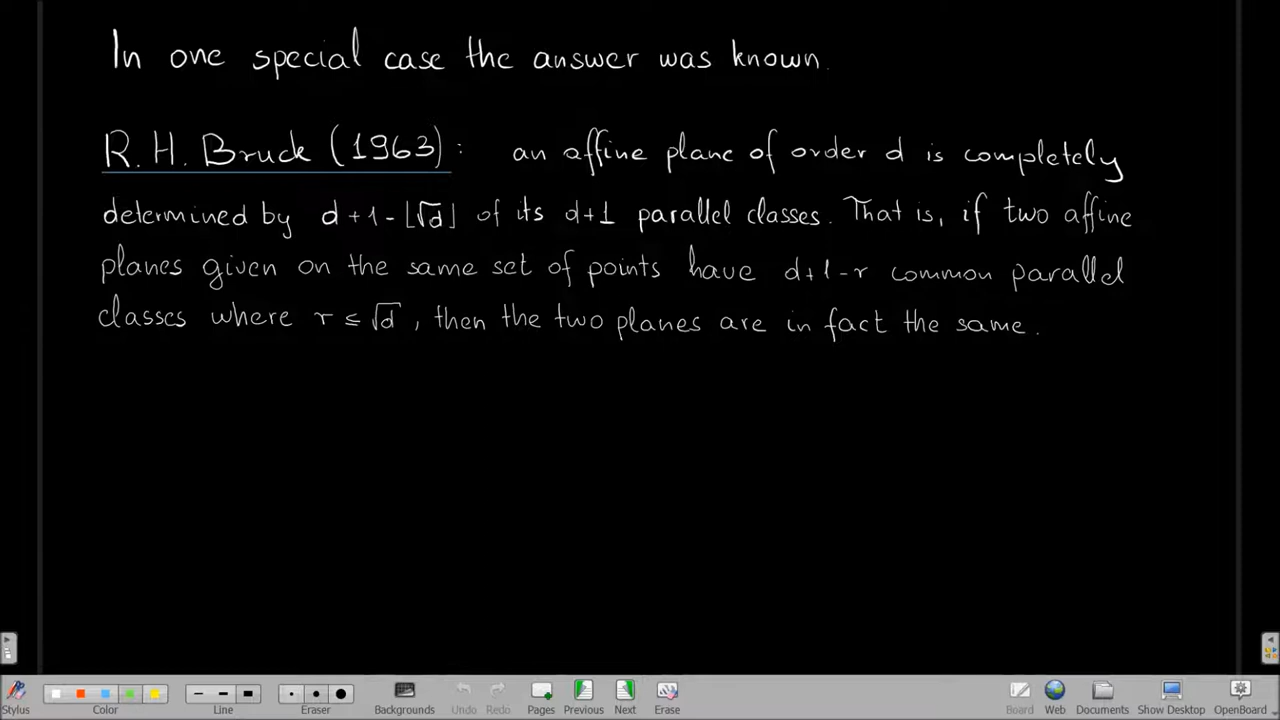 In one special case the answer was known.
R. H. Bruck (1963): an affine plane of order d is completely
determined by d+1-⌊√d⌋ of its d+1 parallel classes. That is, if two affine
planes given on the same set of points have d+1-r common parallel
classes where r ≤ √d, then the two planes are in fact the same.
Stylus Color Line Eraser Backgrounds Undo Redo Pages Previous Next Erase Board Web Documents Show Desktop OpenBoard